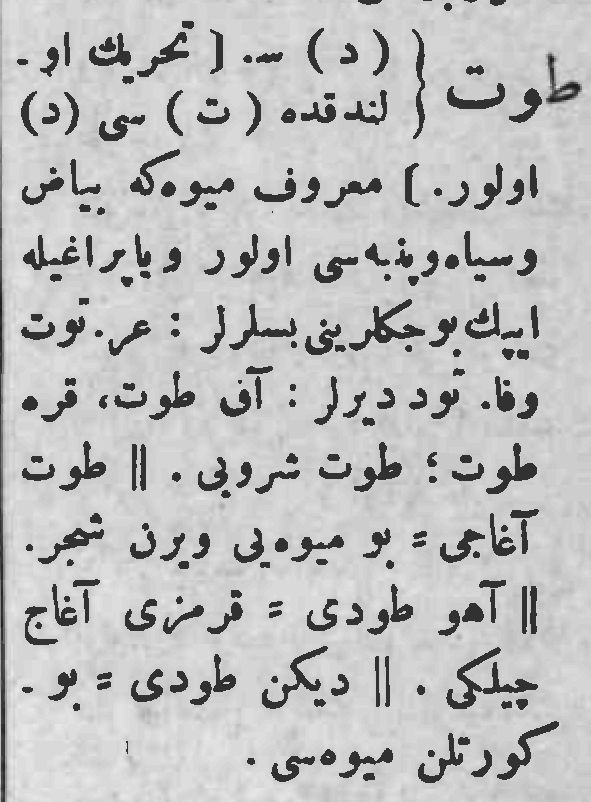 طوت { (د) س. [ تحریك او-
لندقده (ت) سی (د)
اولور. ] معروف میوه‌که بیاض
وسیاه وپنبه‌سی اولور ویاپراغیله
ایپك بوجکلرینی بسلرلر : عر. توت
وفا. تود دیرلر : آق طوت، قره
طوت ؛ طوت شروبی . || طوت
آغاجی = بو میوه‌یی ویرن شجر.
|| آهو طودی = قرمزی آغاج
چیلکی . || دیکن طودی = بو-
کورتلن میوه‌سی .